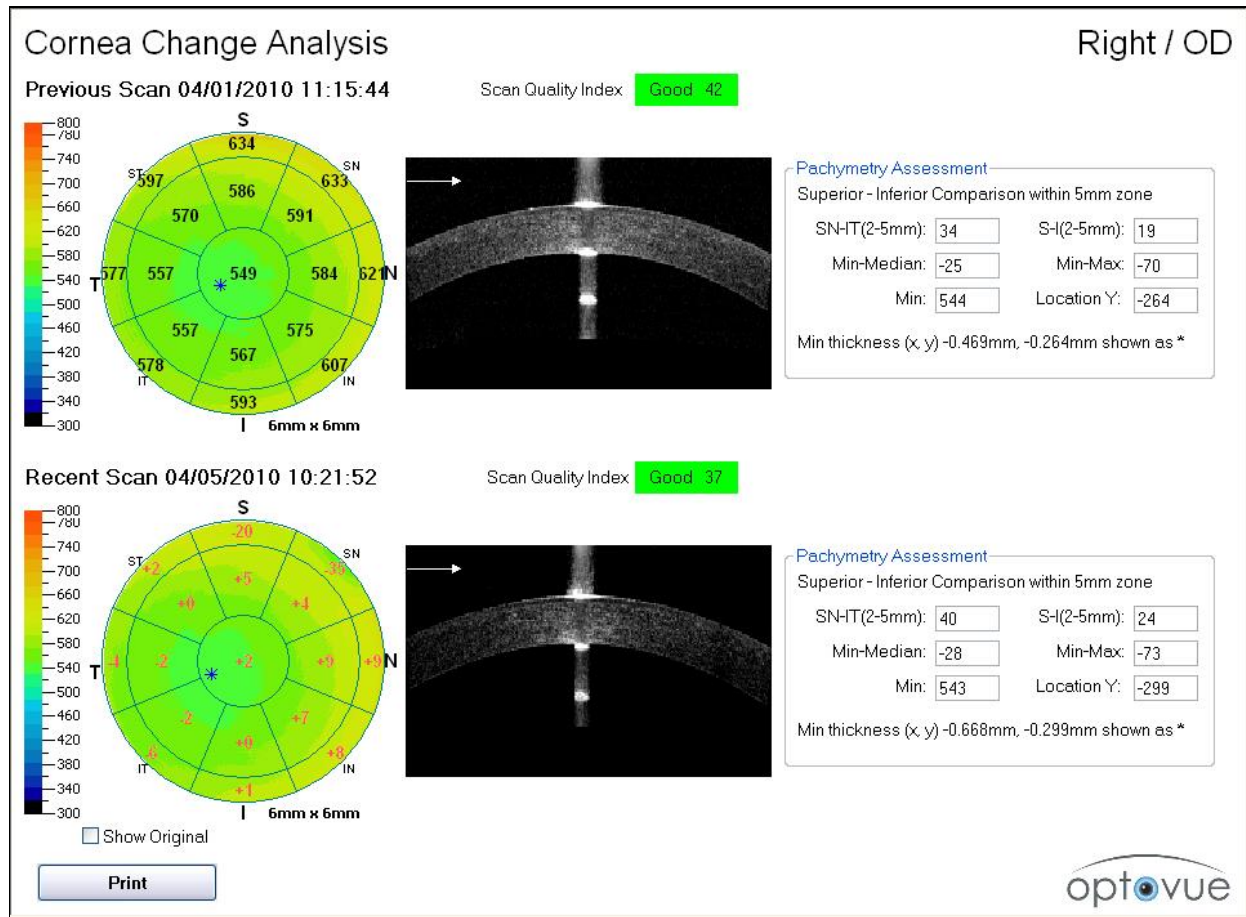 Cornea Change Analysis
Right / OD
Previous Scan 04/01/2010 11:15:44
Scan Quality Index Good 42
800
780
740
700
660
620
580
540
500
460
420
380
340
300
S
634
ST
597
SN
633
586
570
591
T
577
557
549
584
621
N
557
575
567
578
IT
607
IN
593
I
6mm x 6mm
Pachymetry Assessment
Superior - Inferior Comparison within 5mm zone
SN-IT(2-5mm): 34 S-I(2-5mm): 19
Min-Median: -25 Min-Max: -70
Min: 544 Location Y: -264
Min thickness (x, y) -0.469mm, -0.264mm shown as *
Recent Scan 04/05/2010 10:21:52
Scan Quality Index Good 37
800
780
740
700
660
620
580
540
500
460
420
380
340
300
S
-20
ST
+2
SN
-35
+5
+0
+4
T
-4
-2
+2
+9
+9
N
-2
+7
+0
-6
IT
+8
IN
I
6mm x 6mm
Pachymetry Assessment
Superior - Inferior Comparison within 5mm zone
SN-IT(2-5mm): 40 S-I(2-5mm): 24
Min-Median: -28 Min-Max: -73
Min: 543 Location Y: -299
Min thickness (x, y) -0.668mm, -0.299mm shown as *
Show Original
Print
optovue